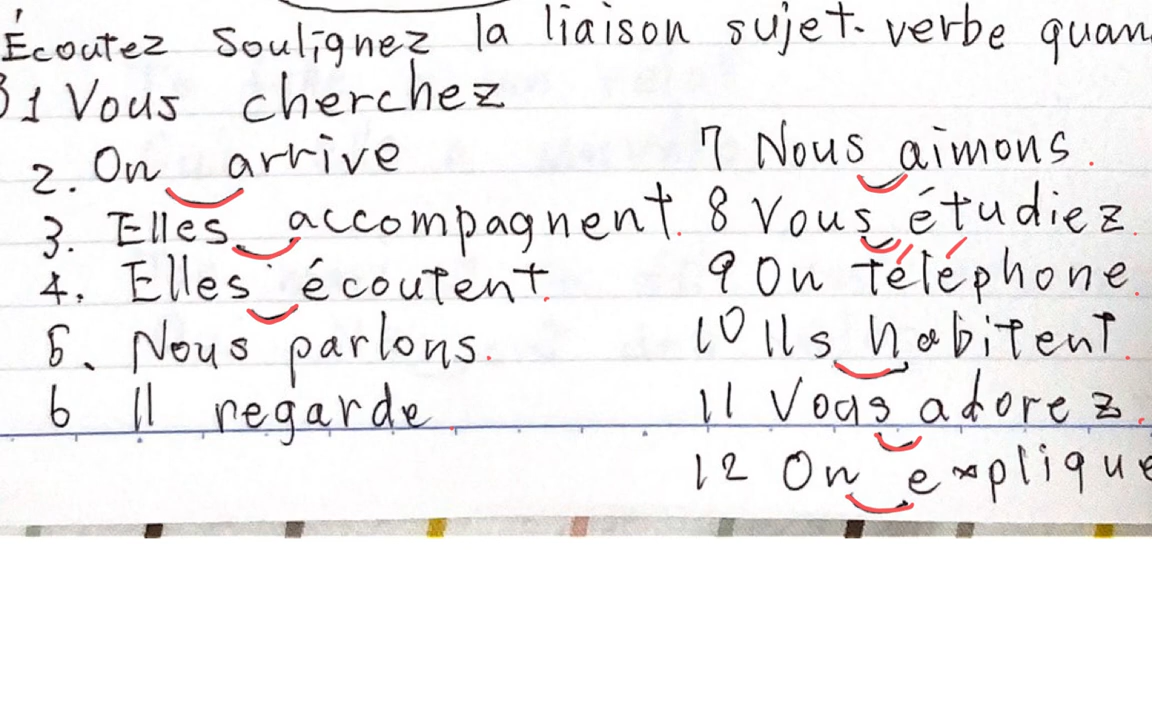 Écoutez Soulignez la liaison sujet-verbe quan
1 Vous cherchez
2. On arrive
3. Elles accompagnent.
4. Elles écoutent.
5. Nous parlons.
6 Il regarde.
7 Nous aimons.
8 Vous étudiez.
9 On téléphone.
10 Ils habitent.
11 Vous adorez.
12 On explique